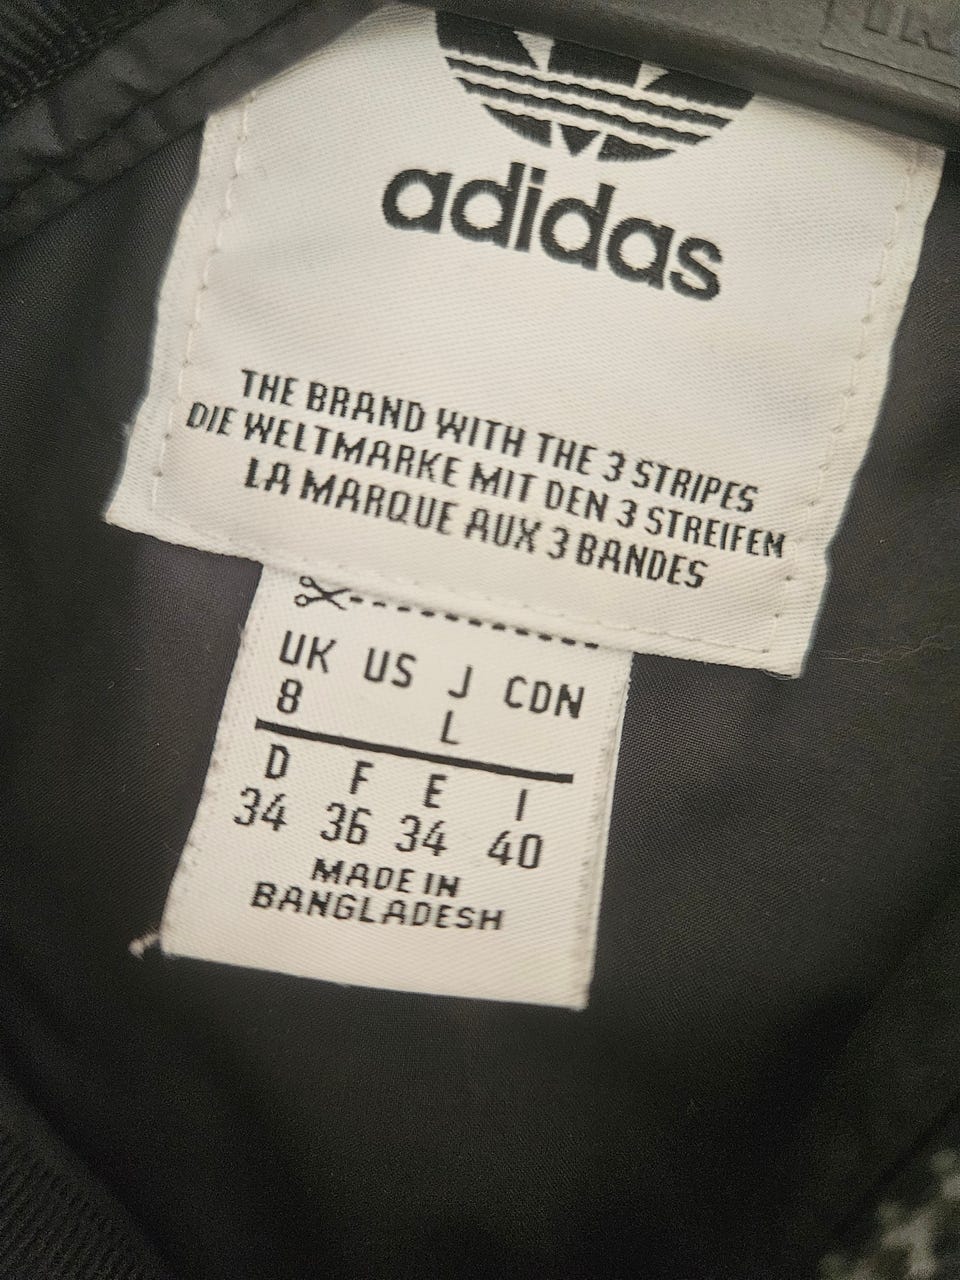 adidas
THE BRAND WITH THE 3 STRIPES
DIE WELTMARKE MIT DEN 3 STREIFEN
LA MARQUE AUX 3 BANDES
UK US J CDN
8 L
D F E I
34 36 34 40
MADE IN
BANGLADESH